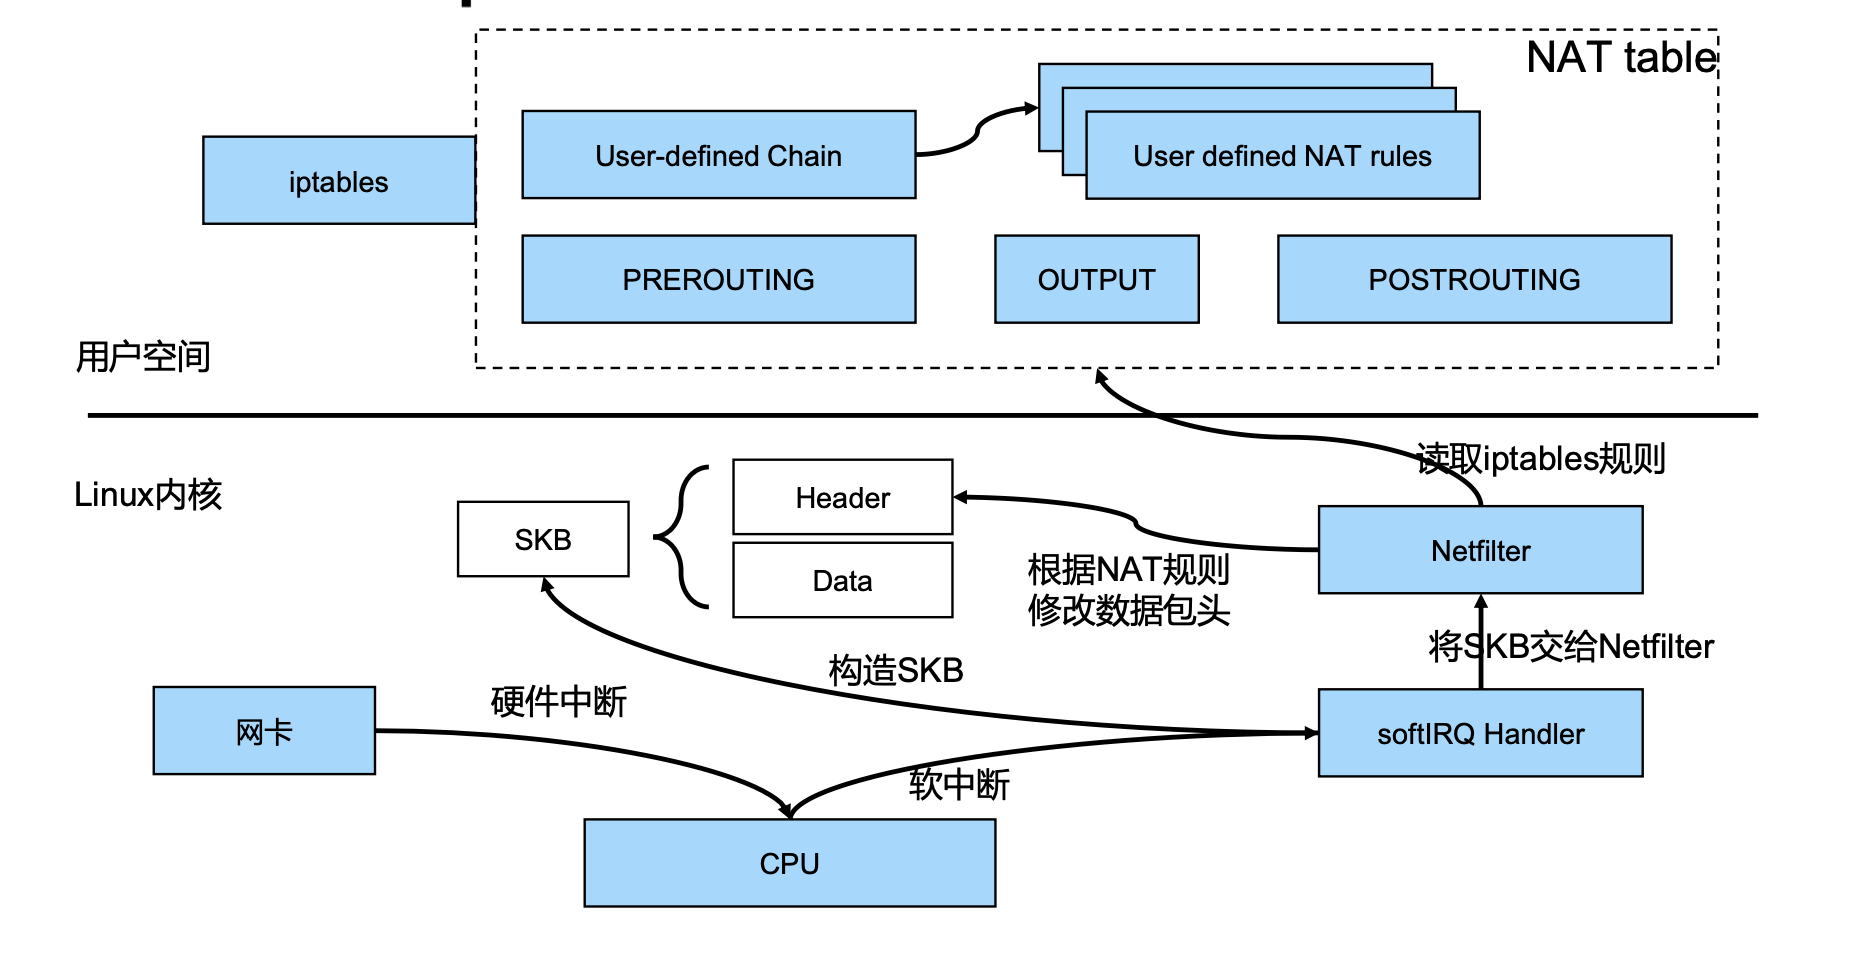 NAT table
User-defined Chain
User defined NAT rules
iptables
PREROUTING
OUTPUT
POSTROUTING
用户空间
读取iptables规则
Linux内核
Header
SKB
Data
Netfilter
根据NAT规则
修改数据包头
将SKB交给Netfilter
构造SKB
硬件中断
网卡
softIRQ Handler
软中断
CPU